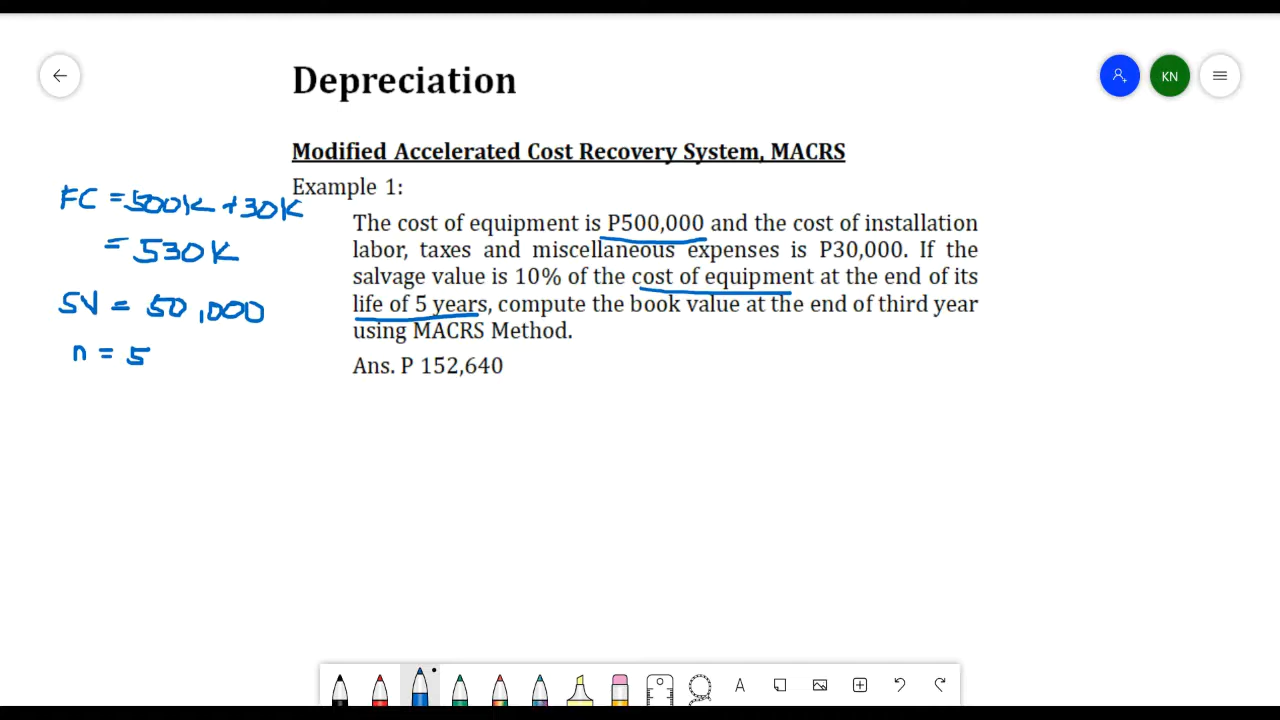 Depreciation
KN
Modified Accelerated Cost Recovery System, MACRS
Example 1:
The cost of equipment is P500,000 and the cost of installation
labor, taxes and miscellaneous expenses is P30,000. If the
salvage value is 10% of the cost of equipment at the end of its
life of 5 years, compute the book value at the end of third year
using MACRS Method.
Ans. P 152,640
FC = 500K + 30K
= 530K
SV = 50,000
n = 5
A